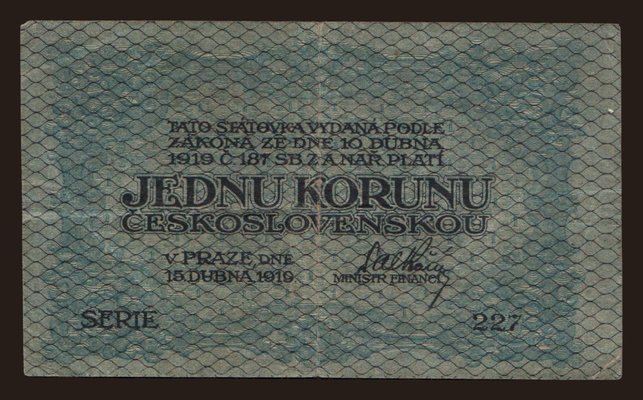 TATO STÁTOVKA VYDANÁ PODLE
ZÁKONA ZE DNE 10. DUBNA
1919 Č. 187 SB. Z. A NAŘ. PLATÍ
JEDNU KORUNU
ČESKOSLOVENSKOU
V PRAZE DNE
15. DUBNA 1919.
MINISTR FINANCÍ
SERIE 227